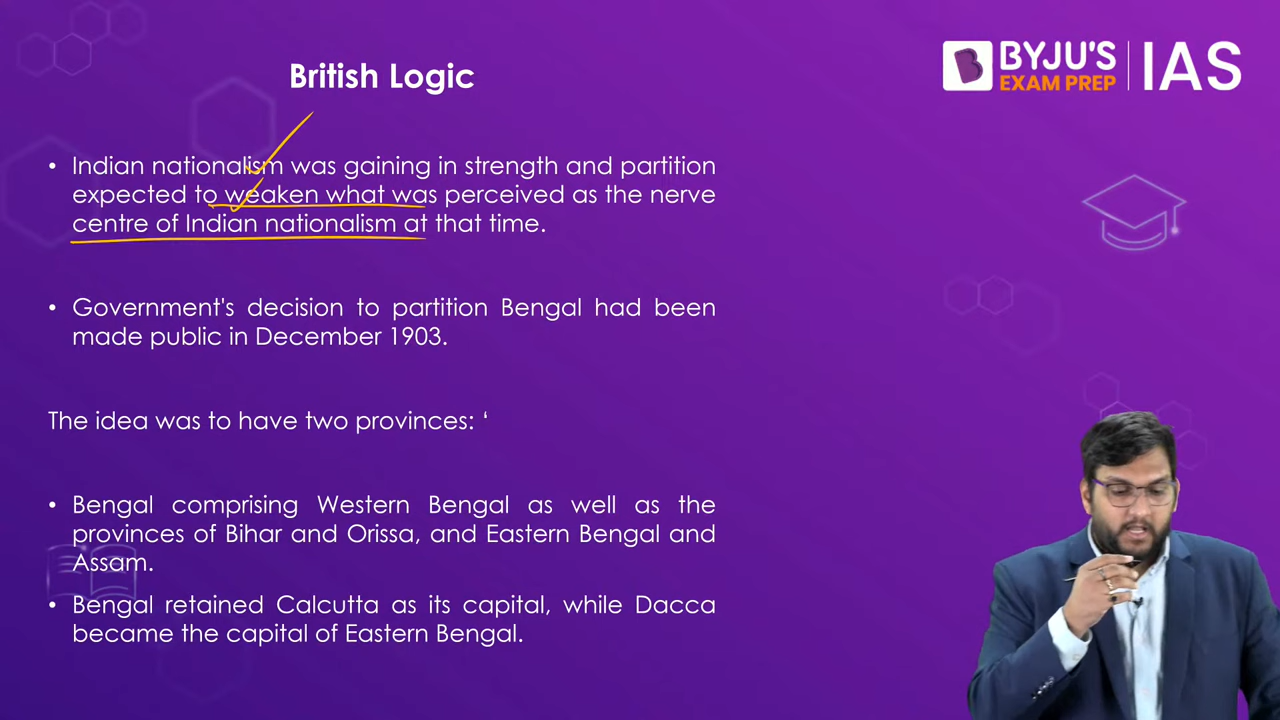 British Logic
BYJU'S
EXAM PREP
IAS
• Indian nationalism was gaining in strength and partition
expected to weaken what was perceived as the nerve
centre of Indian nationalism at that time.
• Government's decision to partition Bengal had been
made public in December 1903.
The idea was to have two provinces: ‘
• Bengal comprising Western Bengal as well as the
provinces of Bihar and Orissa, and Eastern Bengal and
Assam.
• Bengal retained Calcutta as its capital, while Dacca
became the capital of Eastern Bengal.